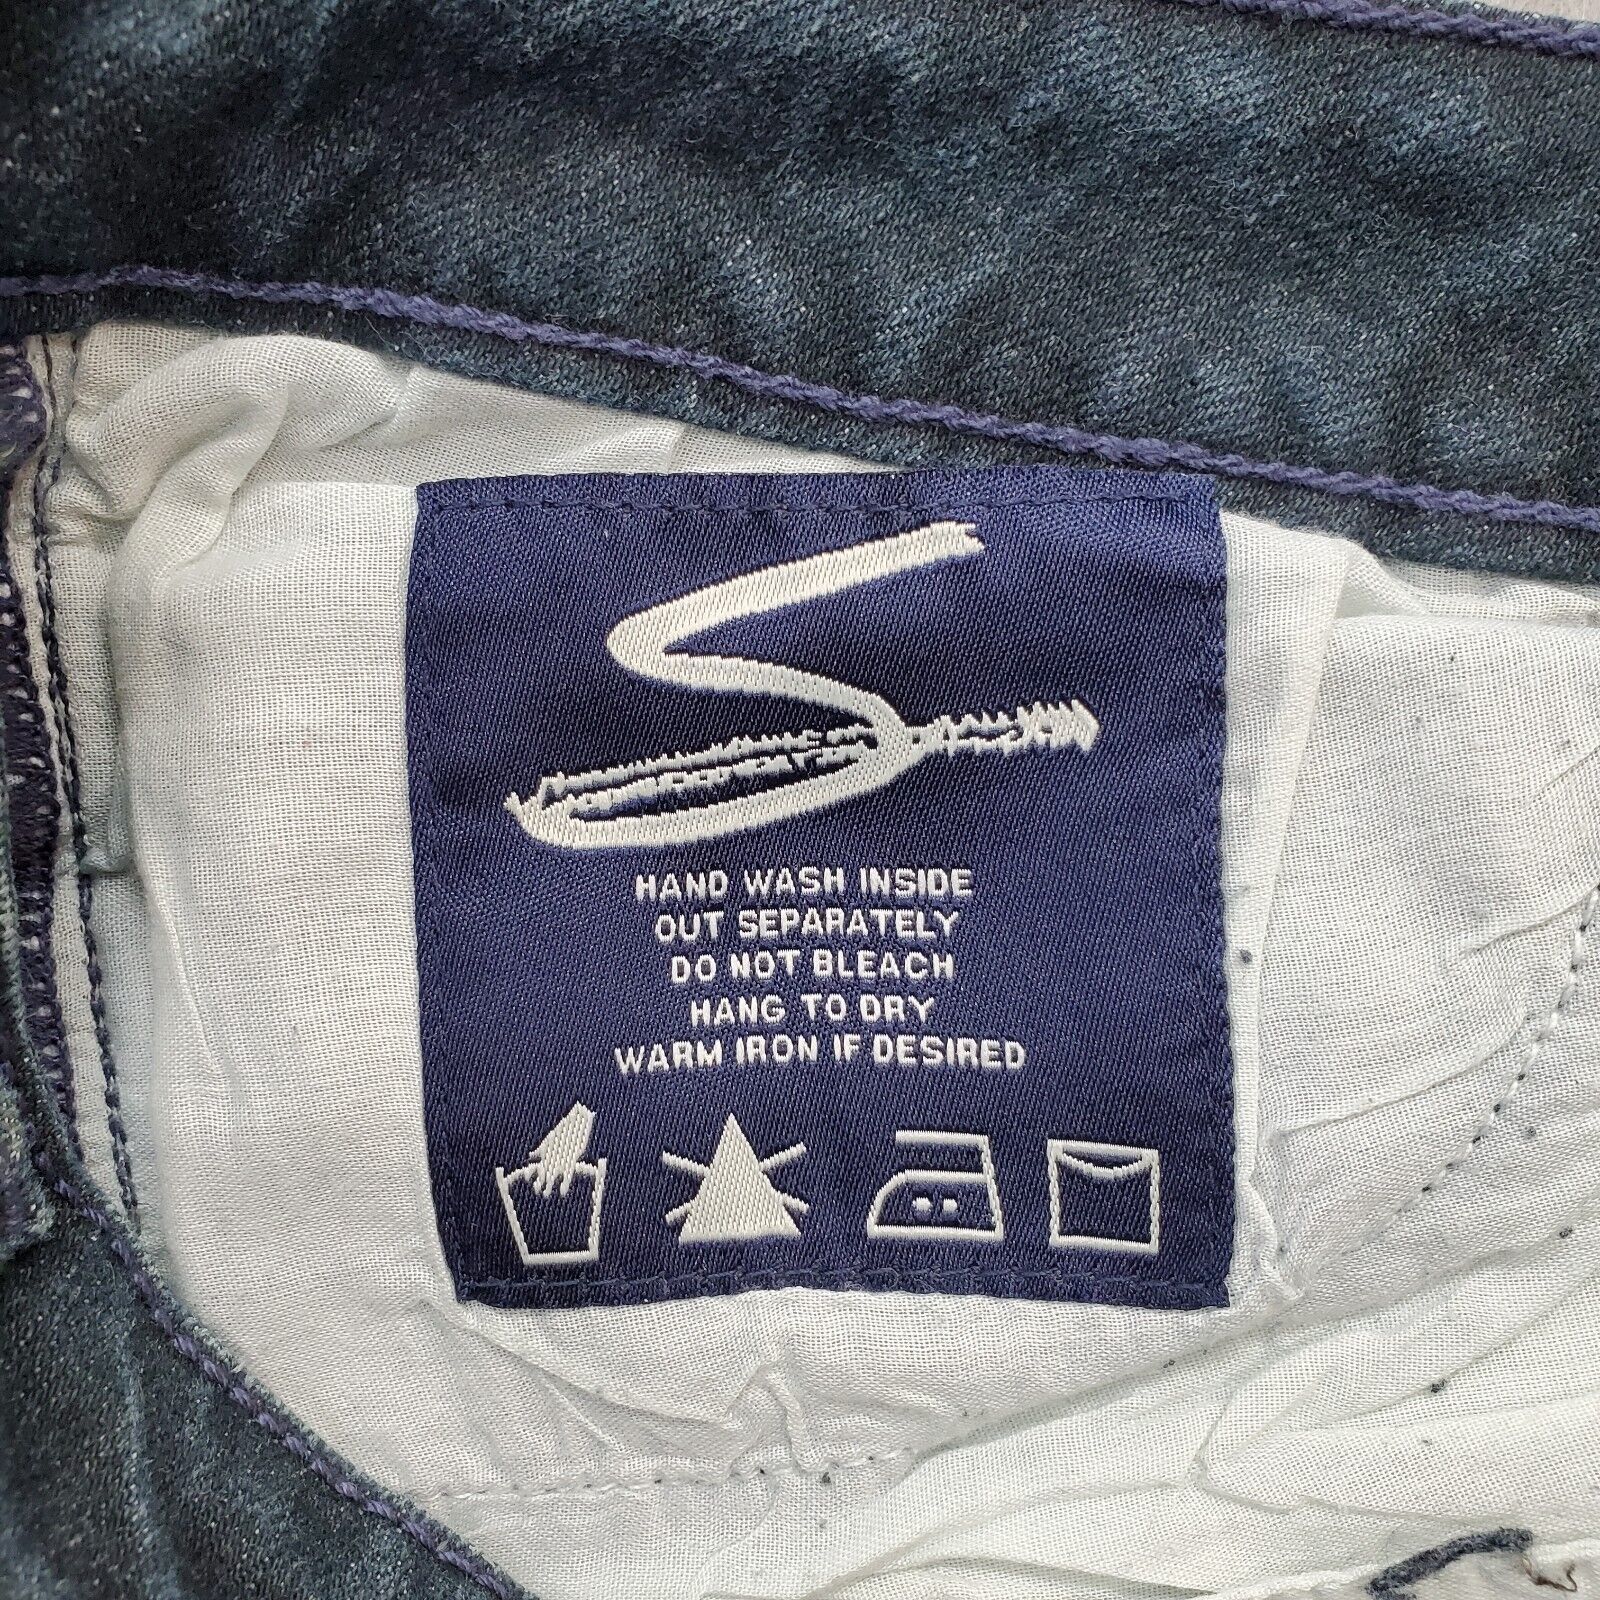 S
HAND WASH INSIDE
OUT SEPARATELY
DO NOT BLEACH
HANG TO DRY
WARM IRON IF DESIRED